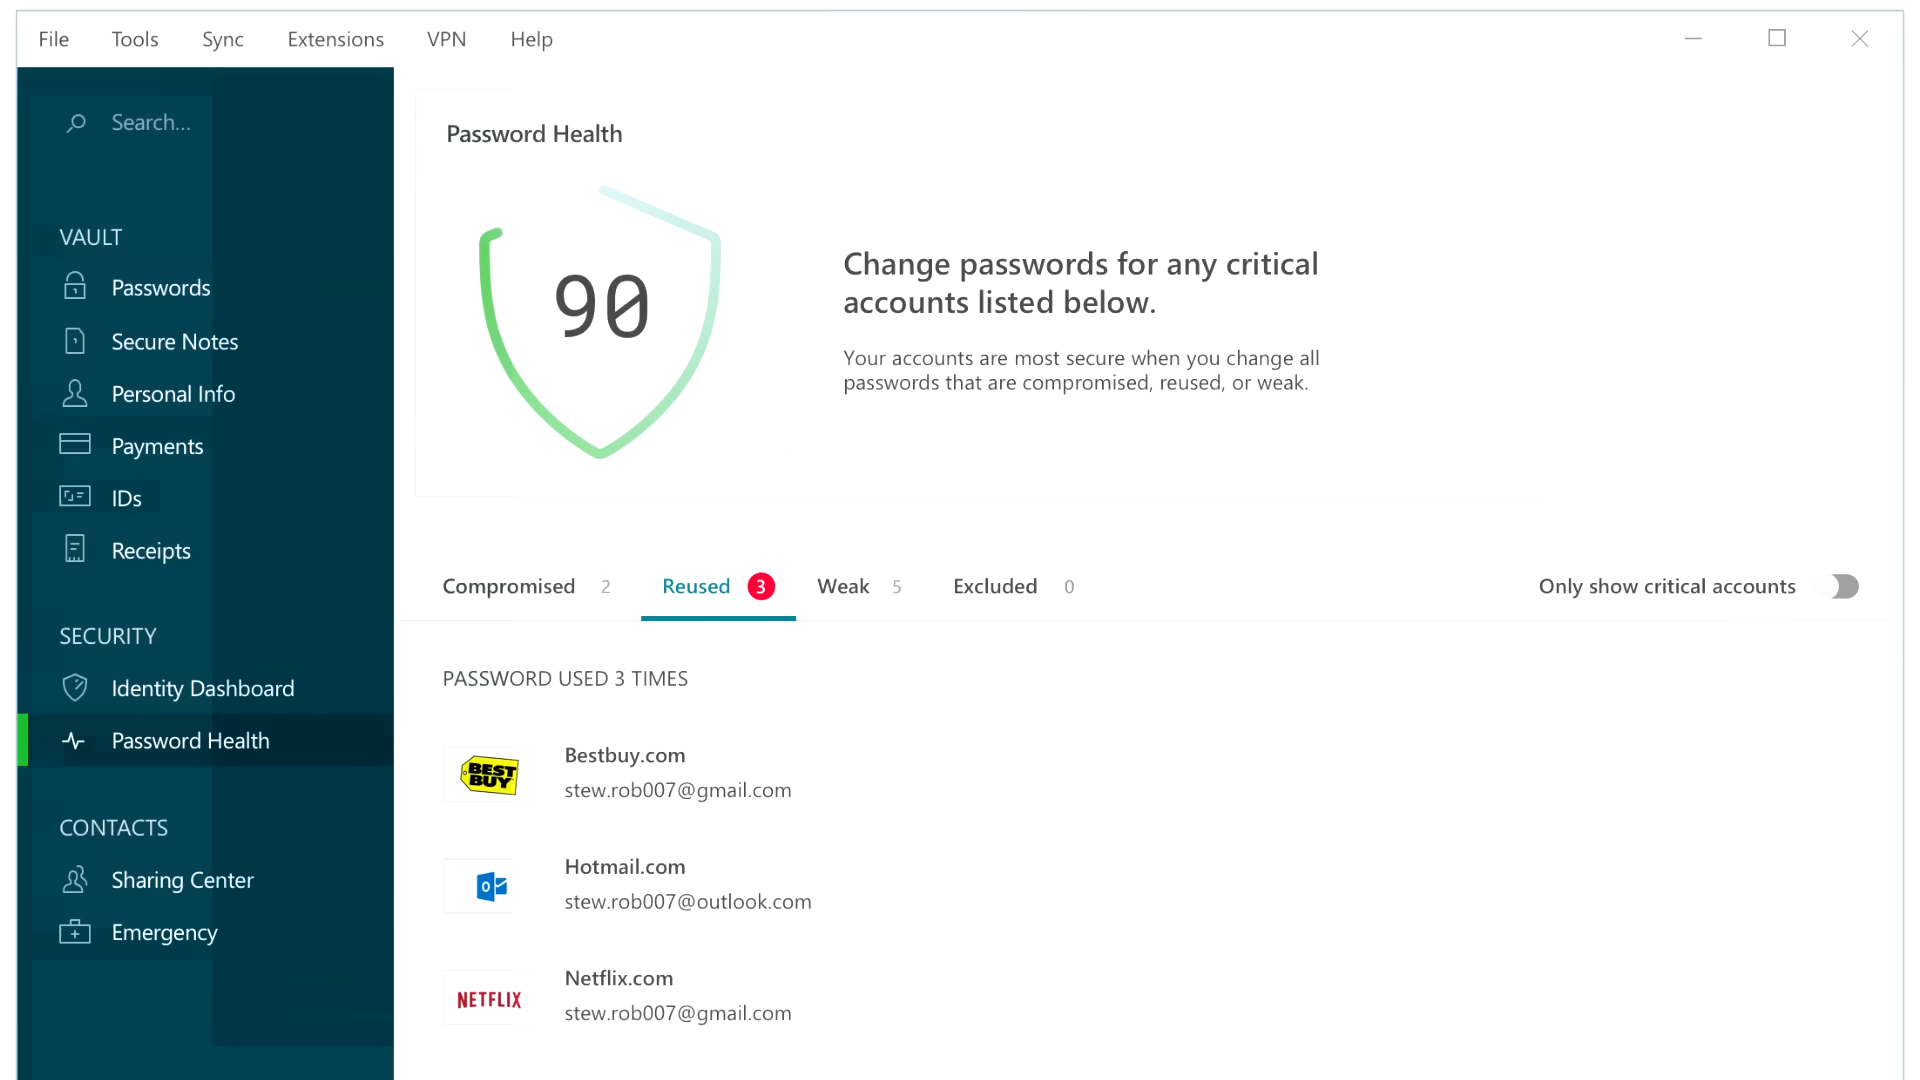 File Tools Sync Extensions VPN Help
Search...
VAULT
Passwords
Secure Notes
Personal Info
Payments
IDs
Receipts
SECURITY
Identity Dashboard
Password Health
CONTACTS
Sharing Center
Emergency
Password Health
90
Change passwords for any critical
accounts listed below.
Your accounts are most secure when you change all
passwords that are compromised, reused, or weak.
Compromised 2 Reused 3 Weak 5 Excluded 0 Only show critical accounts
PASSWORD USED 3 TIMES
BEST
BUY
Bestbuy.com
stew.rob007@gmail.com
o
Hotmail.com
stew.rob007@outlook.com
NETFLIX
Netflix.com
stew.rob007@gmail.com